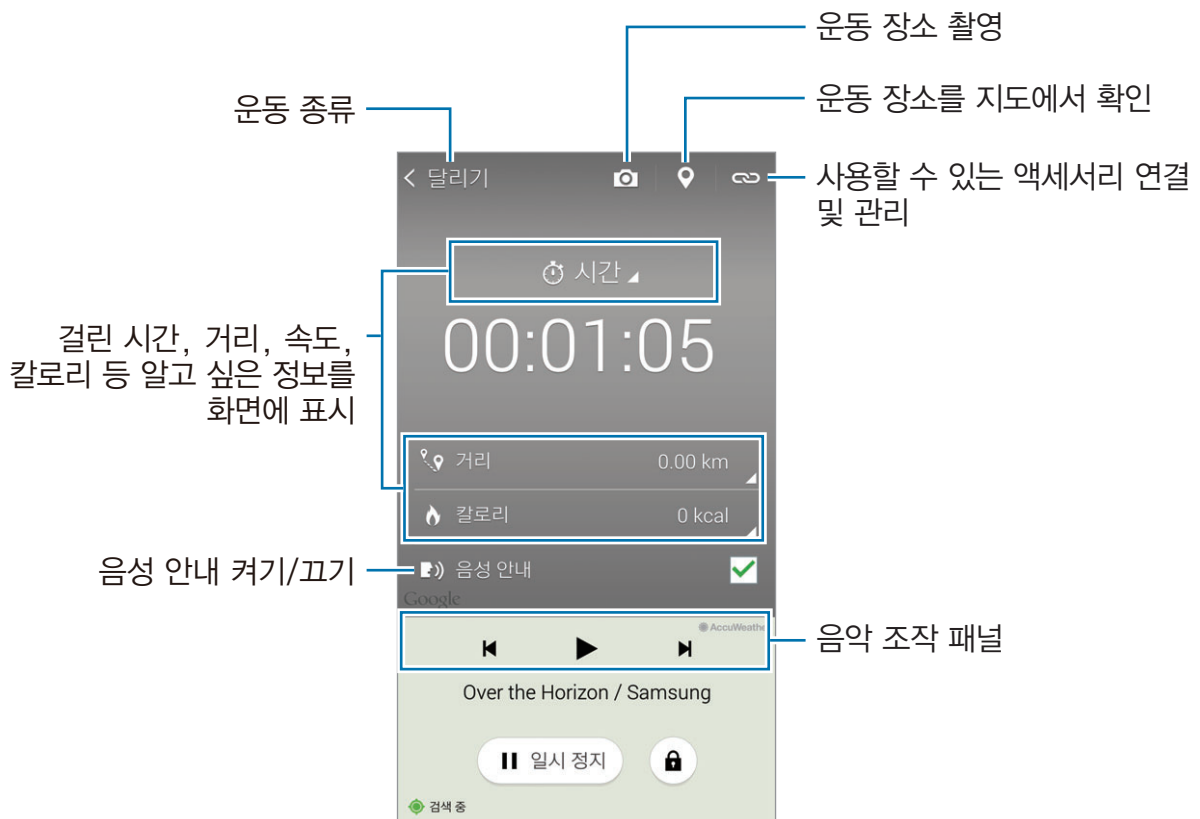 운동 장소 촬영
운동 종류
운동 장소를 지도에서 확인
달리기
사용할 수 있는 액세서리 연결
및 관리
시간
00:01:05
걸린 시간, 거리, 속도,
칼로리 등 알고 싶은 정보를
화면에 표시
거리 0.00 km
칼로리 0 kcal
음성 안내 켜기/끄기
음성 안내
Google
AccuWeathe
음악 조작 패널
Over the Horizon / Samsung
일시 정지
검색 중